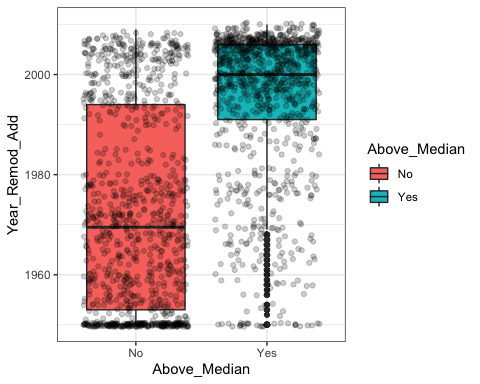 2000
1980
1960
Year_Remod_Add
No
Yes
Above_Median
Above_Median
No
Yes